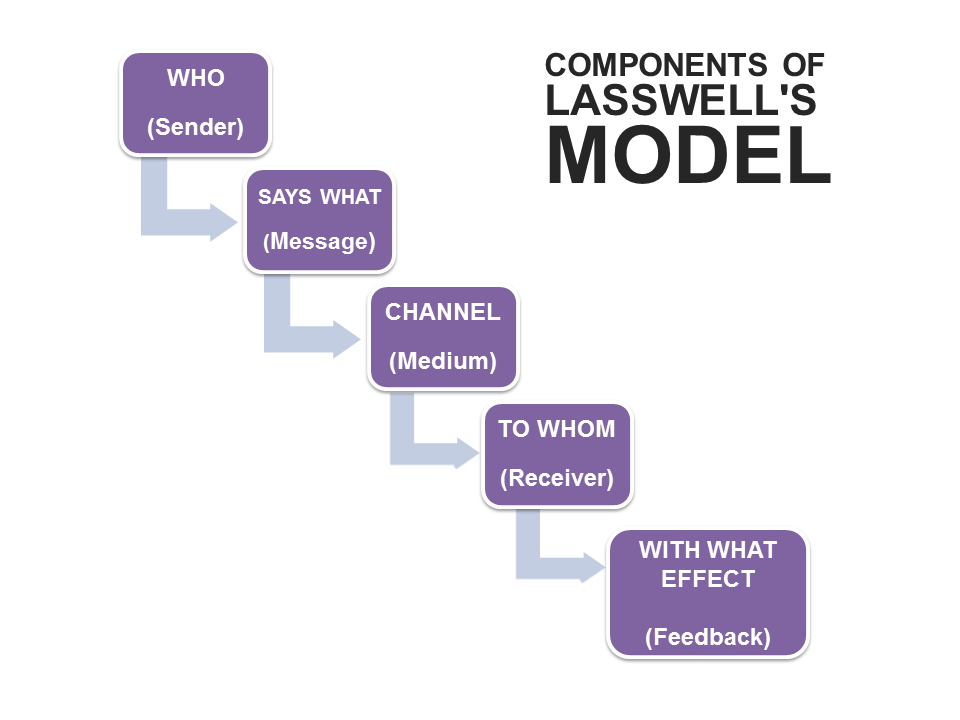 COMPONENTS OF
LASSWELL'S
MODEL
WHO
(Sender)
SAYS WHAT
(Message)
CHANNEL
(Medium)
TO WHOM
(Receiver)
WITH WHAT
EFFECT
(Feedback)